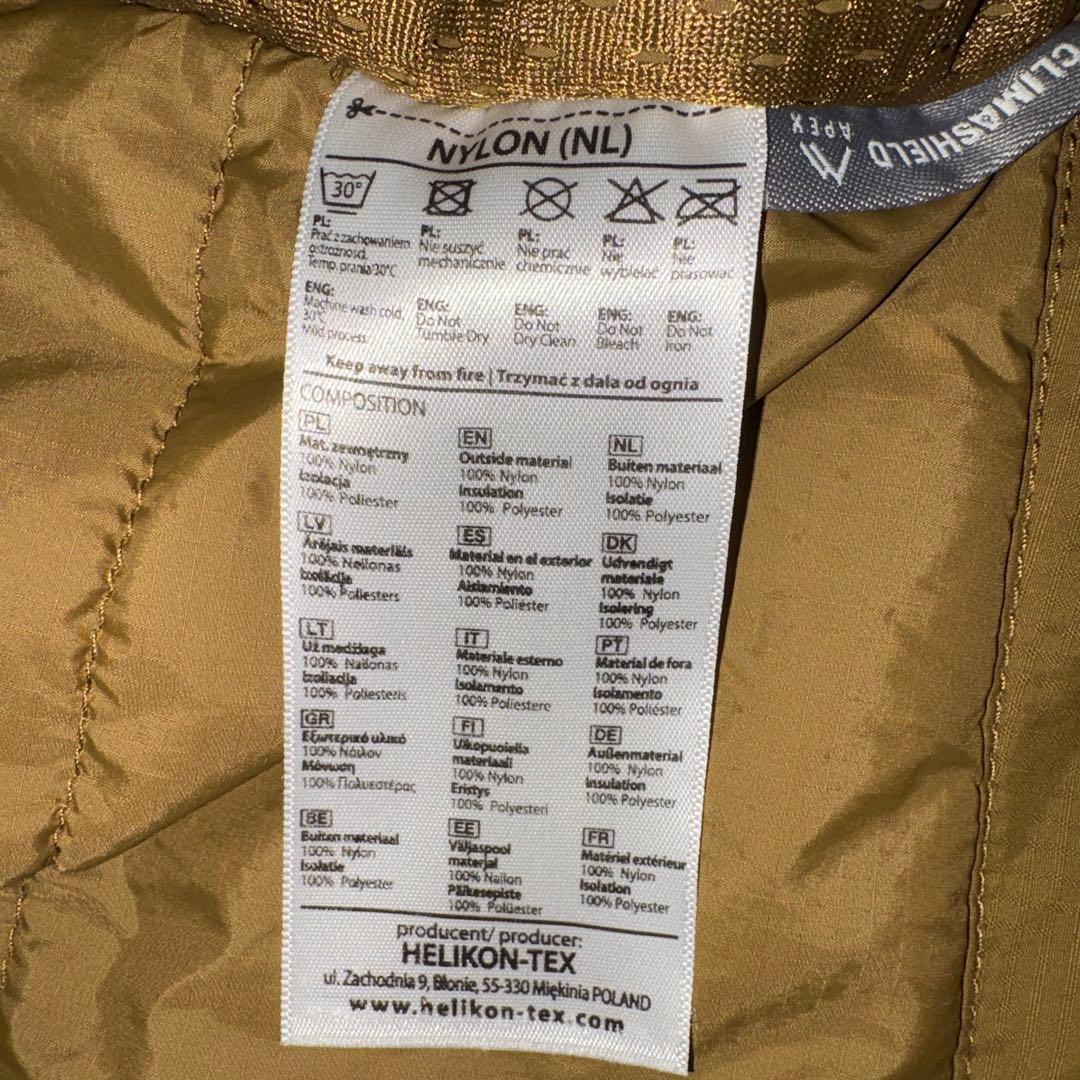 NYLON (NL)
30°
PL:
Prać z zachowaniem
ostrożności.
Temp. prania 30°C
PL:
Nie suszyć
mechanicznie
PL:
Nie prać
chemicznie
PL:
Nie
wybielać
PL:
Nie
prasować
ENG:
Machine wash cold,
30°C
Mild process
ENG:
Do Not
Tumble Dry
ENG:
Do Not
Dry Clean
ENG:
Do Not
Bleach
ENG:
Do Not
Iron
Keep away from fire | Trzymać z dala od ognia
COMPOSITION
PL
Mat. zewnętrzny
100% Nylon
Izolacja
100% Poliester
EN
Outside material
100% Nylon
Insulation
100% Polyester
NL
Buiten materiaal
100% Nylon
Isolatie
100% Polyester
LV
Ārējais materiāls
100% Neilonas
Izolācija
100% Poliesters
ES
Material en el exterior
100% Nylon
Aislamiento
100% Poliéster
DK
Udvendigt
materiale
100% Nylon
Isolering
100% Polyester
LT
Už medžiaga
100% Nailonas
Izoliacija
100% Poliesteris
IT
Materiale esterno
100% Nylon
Isolamento
100% Poliestere
PT
Material de fora
100% Nylon
Isolamento
100% Poliéster
GR
Εξωτερικό υλικό
100% Νάιλον
Μόνωση
100% Πολυεστέρας
FI
Ulkopuolella
materiaali
100% Nylon
Eristys
100% Polyesteri
DE
Außenmaterial
100% Nylon
Insulation
100% Polyester
BE
Buiten materiaal
100% Nylon
Isolatie
100% Polyester
EE
Väljaspool
materjal
100% Nailon
Päikesepiste
100% Polüester
FR
Matériel extérieur
100% Nylon
Isolation
100% Polyester
producent/ producer:
HELIKON-TEX
ul. Zachodnia 9, Błonie, 55-330 Miękinia POLAND
www.helikon-tex.com
CLIMASHIELD
APEX